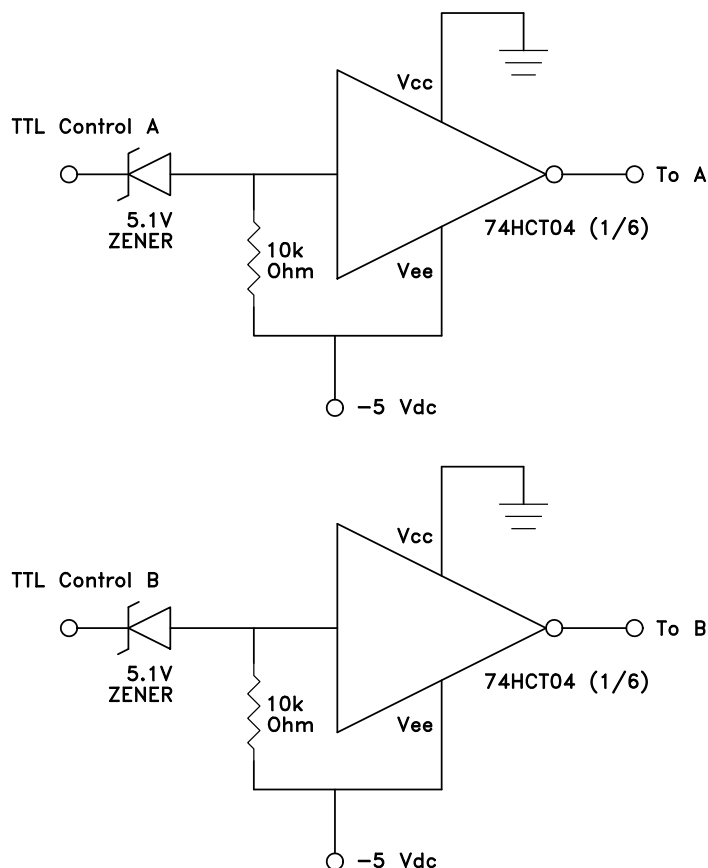 Vcc
TTL Control A
To A
5.1V
ZENER
74HCT04 (1/6)
10k
Ohm
Vee
-5 Vdc
Vcc
TTL Control B
To B
5.1V
ZENER
74HCT04 (1/6)
10k
Ohm
Vee
-5 Vdc